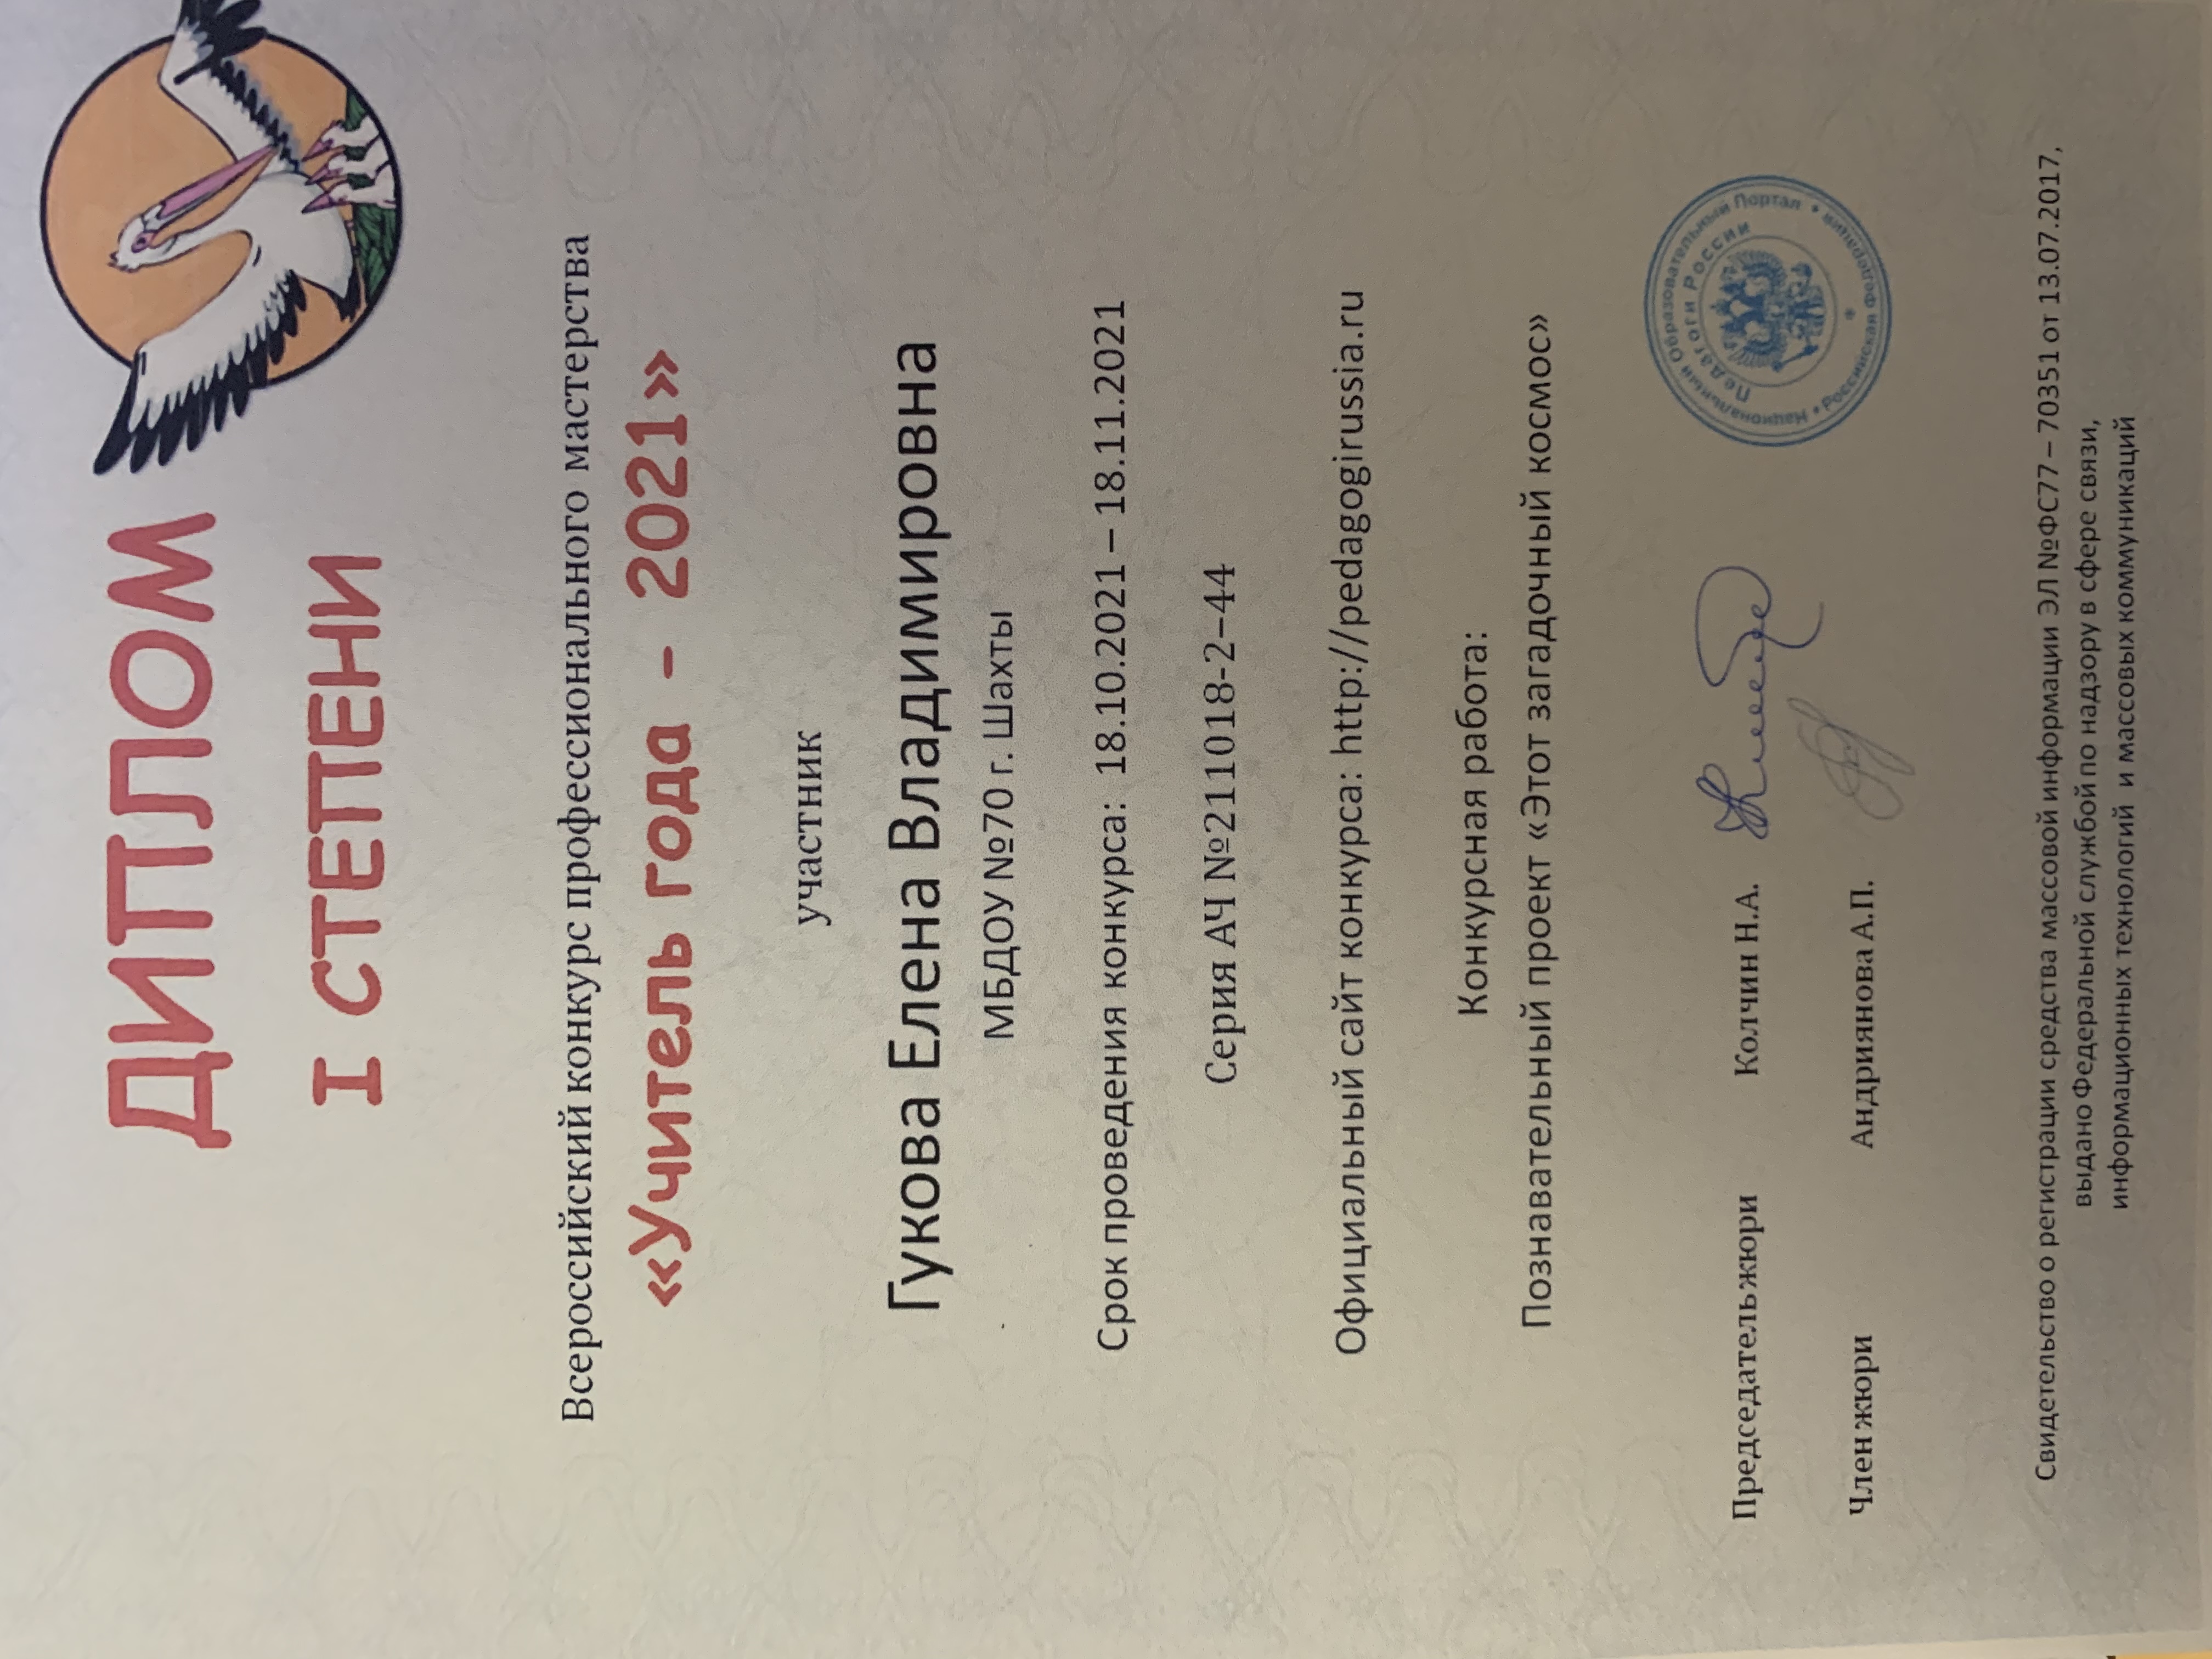 ДИПЛОМ
I СТЕПЕНИ
Всероссийский конкурс профессионального мастерства
«Учитель года - 2021»
участник
Гукова Елена Владимировна
МБДОУ №70 г. Шахты
Срок проведения конкурса: 18.10.2021 – 18.11.2021
Серия АЧ №211018-2–44
Официальный сайт конкурса: http://pedagogirussia.ru
Конкурсная работа:
Познавательный проект «Этот загадочный космос»
Председатель жюри Колчин Н.А.
Член жюри Андриянова А.П.
Национальный Образовательный Портал • Российская Федерация •
Педагоги России
Свидетельство о регистрации средства массовой информации ЭЛ №ФС77 – 70351 от 13.07.2017,
выдано Федеральной службой по надзору в сфере связи,
информационных технологий и массовых коммуникаций